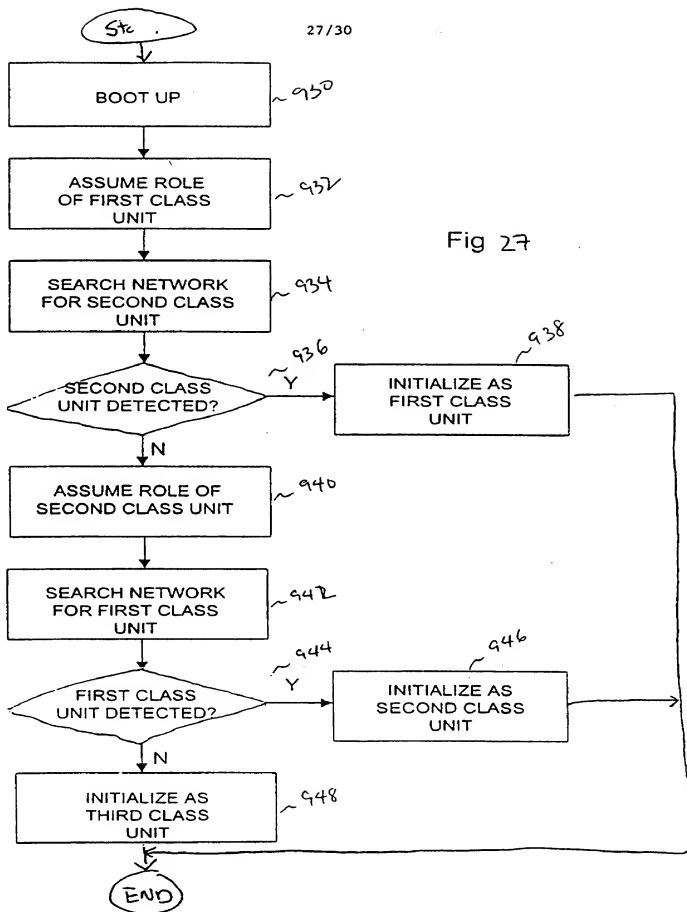 27/30
BOOT UP
~930
ASSUME ROLE
OF FIRST CLASS
UNIT
~932
Fig 27
SEARCH NETWORK
FOR SECOND CLASS
UNIT
~934
SECOND CLASS
UNIT DETECTED?
~936
Y
N
INITIALIZE AS
FIRST CLASS
UNIT
~938
ASSUME ROLE OF
SECOND CLASS UNIT
~940
SEARCH NETWORK
FOR FIRST CLASS
UNIT
~942
FIRST CLASS
UNIT DETECTED?
~944
Y
N
INITIALIZE AS
SECOND CLASS
UNIT
~946
INITIALIZE AS
THIRD CLASS
UNIT
~948
END